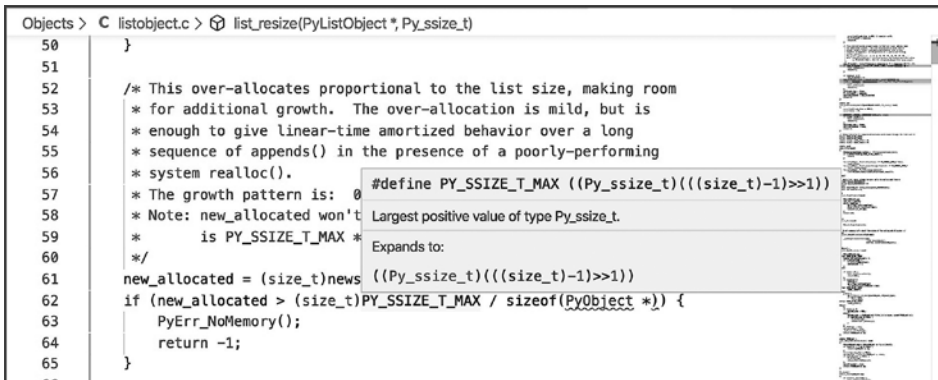 Objects > C listobject.c > list_resize(PyListObject *, Py_ssize_t)
50 }
51
52 /* This over-allocates proportional to the list size, making room
53 * for additional growth. The over-allocation is mild, but is
54 * enough to give linear-time amortized behavior over a long
55 * sequence of appends() in the presence of a poorly-performing
56 * system realloc().
57 * The growth pattern is: 0
58 * Note: new_allocated won't
59 * is PY_SSIZE_T_MAX *
60 */
61 new_allocated = (size_t)news
62 if (new_allocated > (size_t)PY_SSIZE_T_MAX / sizeof(PyObject *)) {
63 PyErr_NoMemory();
64 return -1;
65 }
#define PY_SSIZE_T_MAX ((Py_ssize_t)(((size_t)-1)>>1))
Largest positive value of type Py_ssize_t.
Expands to:
((Py_ssize_t)(((size_t)-1)>>1))